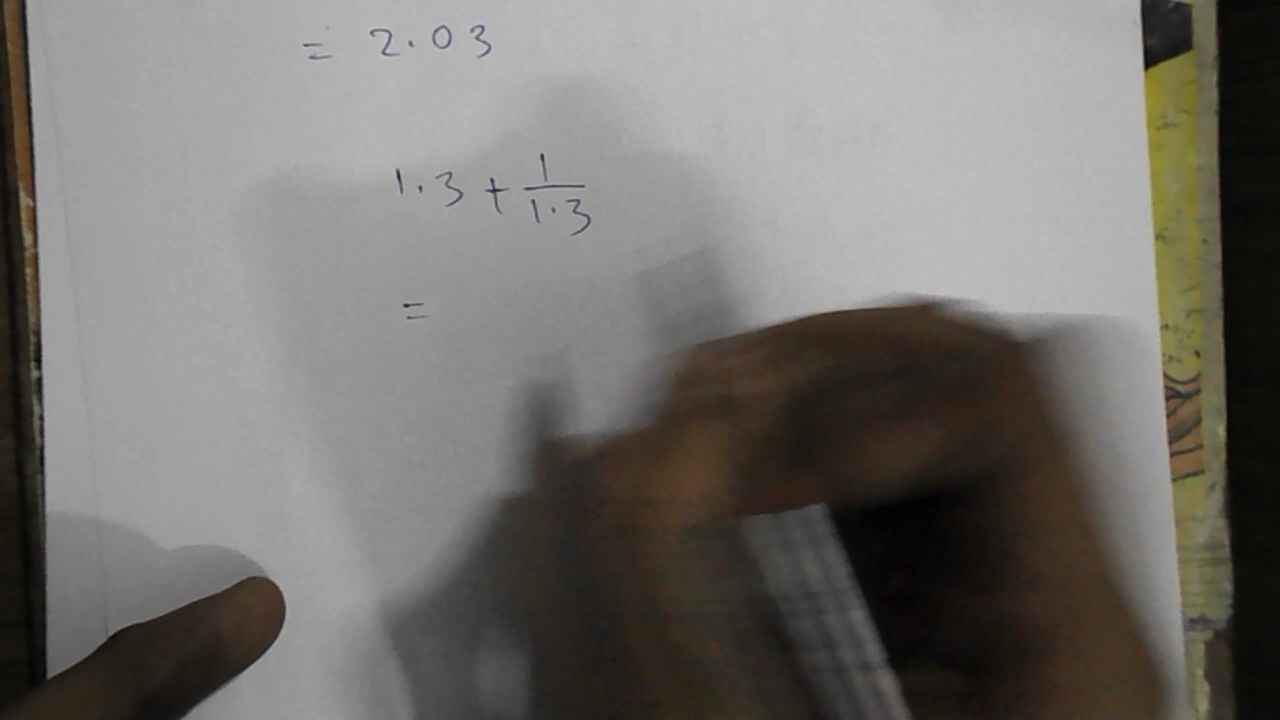 = 2.03
1.3 + 1/1.3
=